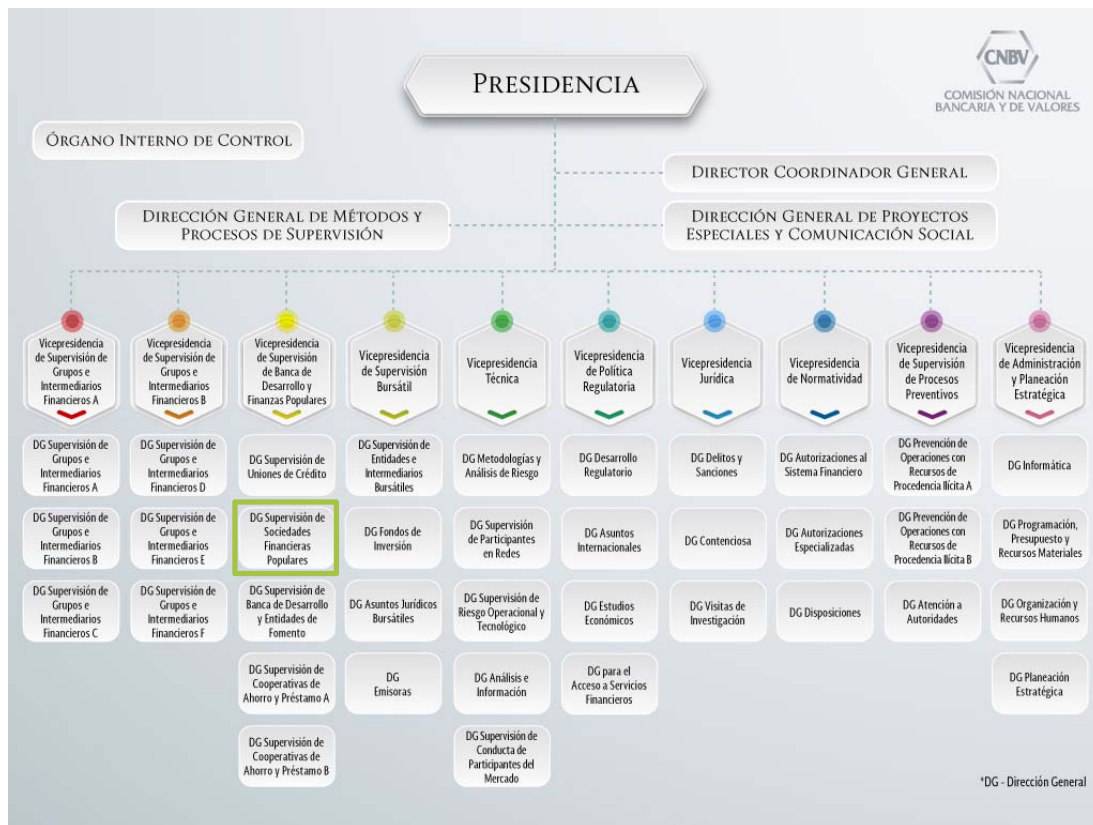 PRESIDENCIA
CNBV
COMISIÓN NACIONAL
BANCARIA Y DE VALORES
ÓRGANO INTERNO DE CONTROL
DIRECTOR COORDINADOR GENERAL
DIRECCIÓN GENERAL DE MÉTODOS Y
PROCESOS DE SUPERVISIÓN
DIRECCIÓN GENERAL DE PROYECTOS
ESPECIALES Y COMUNICACIÓN SOCIAL
Vicepresidencia
de Supervisión de
Grupos e
Intermediarios
Financieros A
Vicepresidencia
de Supervisión de
Grupos e
Intermediarios
Financieros B
Vicepresidencia
de Supervisión
de Banca de
Desarrollo y
Finanzas Populares
Vicepresidencia
de Supervisión
Bursátil
Vicepresidencia
Técnica
Vicepresidencia
de Política
Regulatoria
Vicepresidencia
Jurídica
Vicepresidencia
de Normatividad
Vicepresidencia
de Supervisión
de Procesos
Preventivos
Vicepresidencia
de Administración
y Planeación
Estratégica
DG Supervisión de
Grupos e
Intermediarios
Financieros A
DG Supervisión de
Grupos e
Intermediarios
Financieros D
DG Supervisión de
Uniones de Crédito
DG Supervisión de
Entidades e
Intermediarios
Bursátiles
DG Metodologías y
Análisis de Riesgo
DG Desarrollo
Regulatorio
DG Delitos y
Sanciones
DG Autorizaciones al
Sistema Financiero
DG Prevención de
Operaciones con
Recursos de
Procedencia Ilícita A
DG Informática
DG Supervisión de
Grupos e
Intermediarios
Financieros B
DG Supervisión de
Grupos e
Intermediarios
Financieros E
DG Supervisión de
Sociedades
Financieras
Populares
DG Fondos de
Inversión
DG Supervisión
de Participantes
en Redes
DG Asuntos
Internacionales
DG Contenciosa
DG Autorizaciones
Especializadas
DG Prevención de
Operaciones con
Recursos de
Procedencia Ilícita B
DG Programación,
Presupuesto y
Recursos Materiales
DG Supervisión de
Grupos e
Intermediarios
Financieros C
DG Supervisión de
Grupos e
Intermediarios
Financieros F
DG Supervisión de
Banca de Desarrollo
y Entidades de
Fomento
DG Asuntos Jurídicos
Bursátiles
DG Supervisión de
Riesgo Operacional y
Tecnológico
DG Estudios
Económicos
DG Visitas de
Investigación
DG Disposiciones
DG Atención a
Autoridades
DG Organización y
Recursos Humanos
DG Supervisión de
Cooperativas de
Ahorro y Préstamo A
DG
Emisoras
DG Análisis e
Información
DG para el
Acceso a Servicios
Financieros
DG Planeación
Estratégica
DG Supervisión de
Cooperativas de
Ahorro y Préstamo B
DG Supervisión de
Conducta de
Participantes del
Mercado
*DG - Dirección General